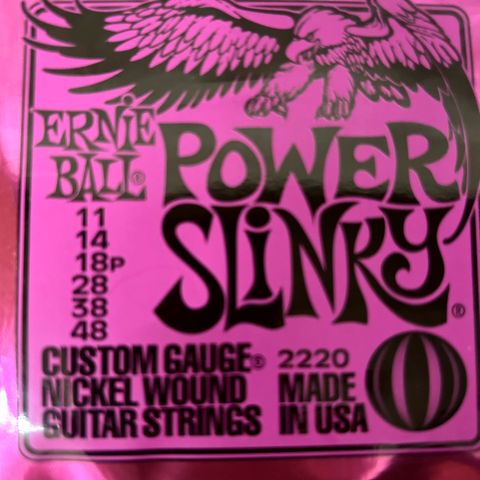 ERNIE BALL®
POWER SLINKY®
11
14
18P
28
38
48
CUSTOM GAUGE® 2220
NICKEL WOUND MADE
GUITAR STRINGS IN USA